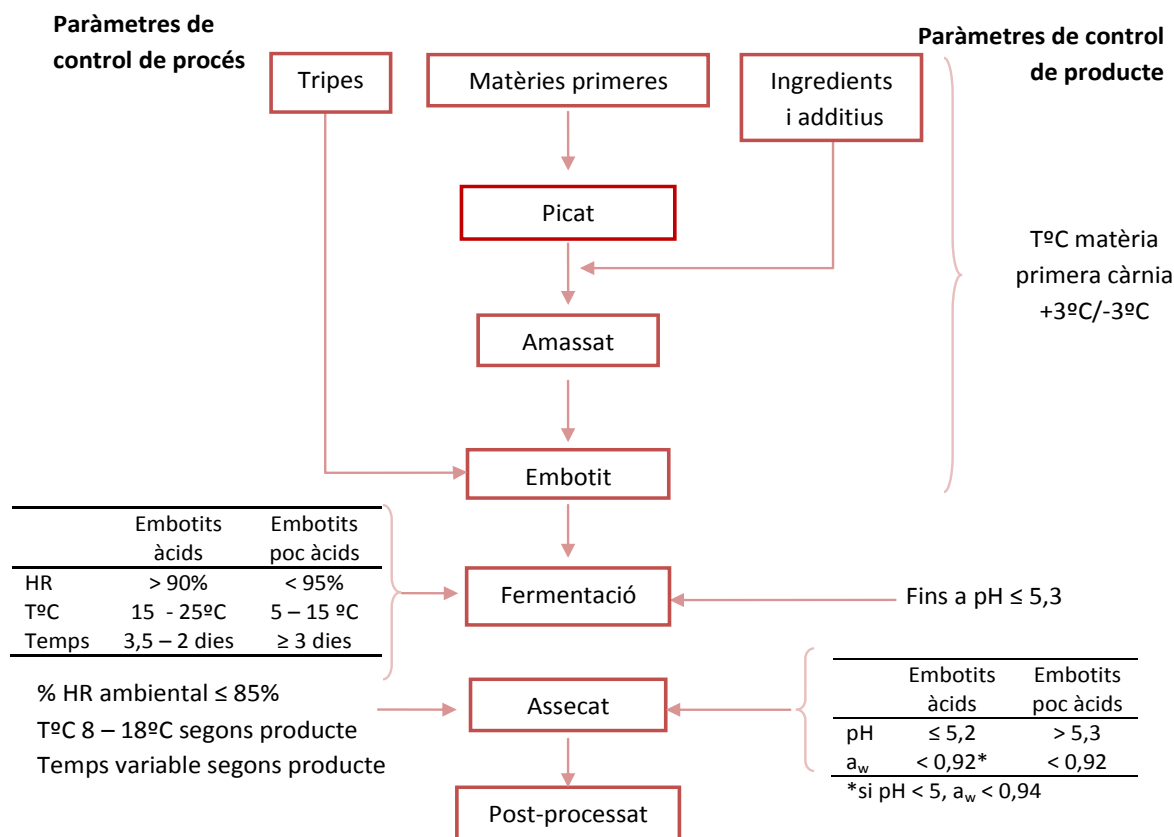 Paràmetres de
control de procés
Paràmetres de control
de producte
Tripes
Matèries primeres
Ingredients
i additius
Picat
TºC matèria
primera càrnia
+3ºC/-3ºC
Amassat
Embotit
Embotits àcids Embotits poc àcids
HR > 90% < 95%
TºC 15 - 25ºC 5 – 15 ºC
Temps 3,5 – 2 dies ≥ 3 dies
Fermentació
Fins a pH ≤ 5,3
% HR ambiental ≤ 85%
TºC 8 – 18ºC segons producte
Temps variable segons producte
Assecat
Embotits àcids Embotits poc àcids
pH ≤ 5,2 > 5,3
aw < 0,92* < 0,92
*si pH < 5, aw < 0,94
Post-processat